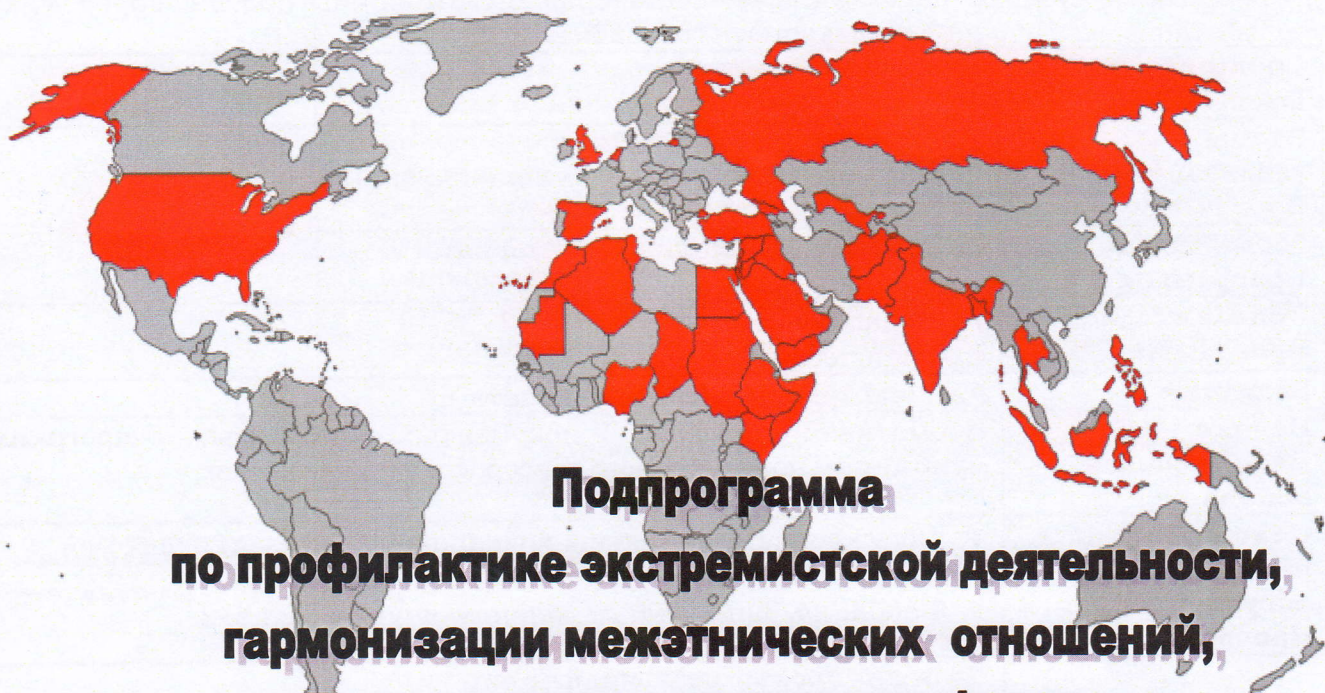 Подпрограмма
по профилактике экстремистской деятельности,
гармонизации межэтнических отношений,